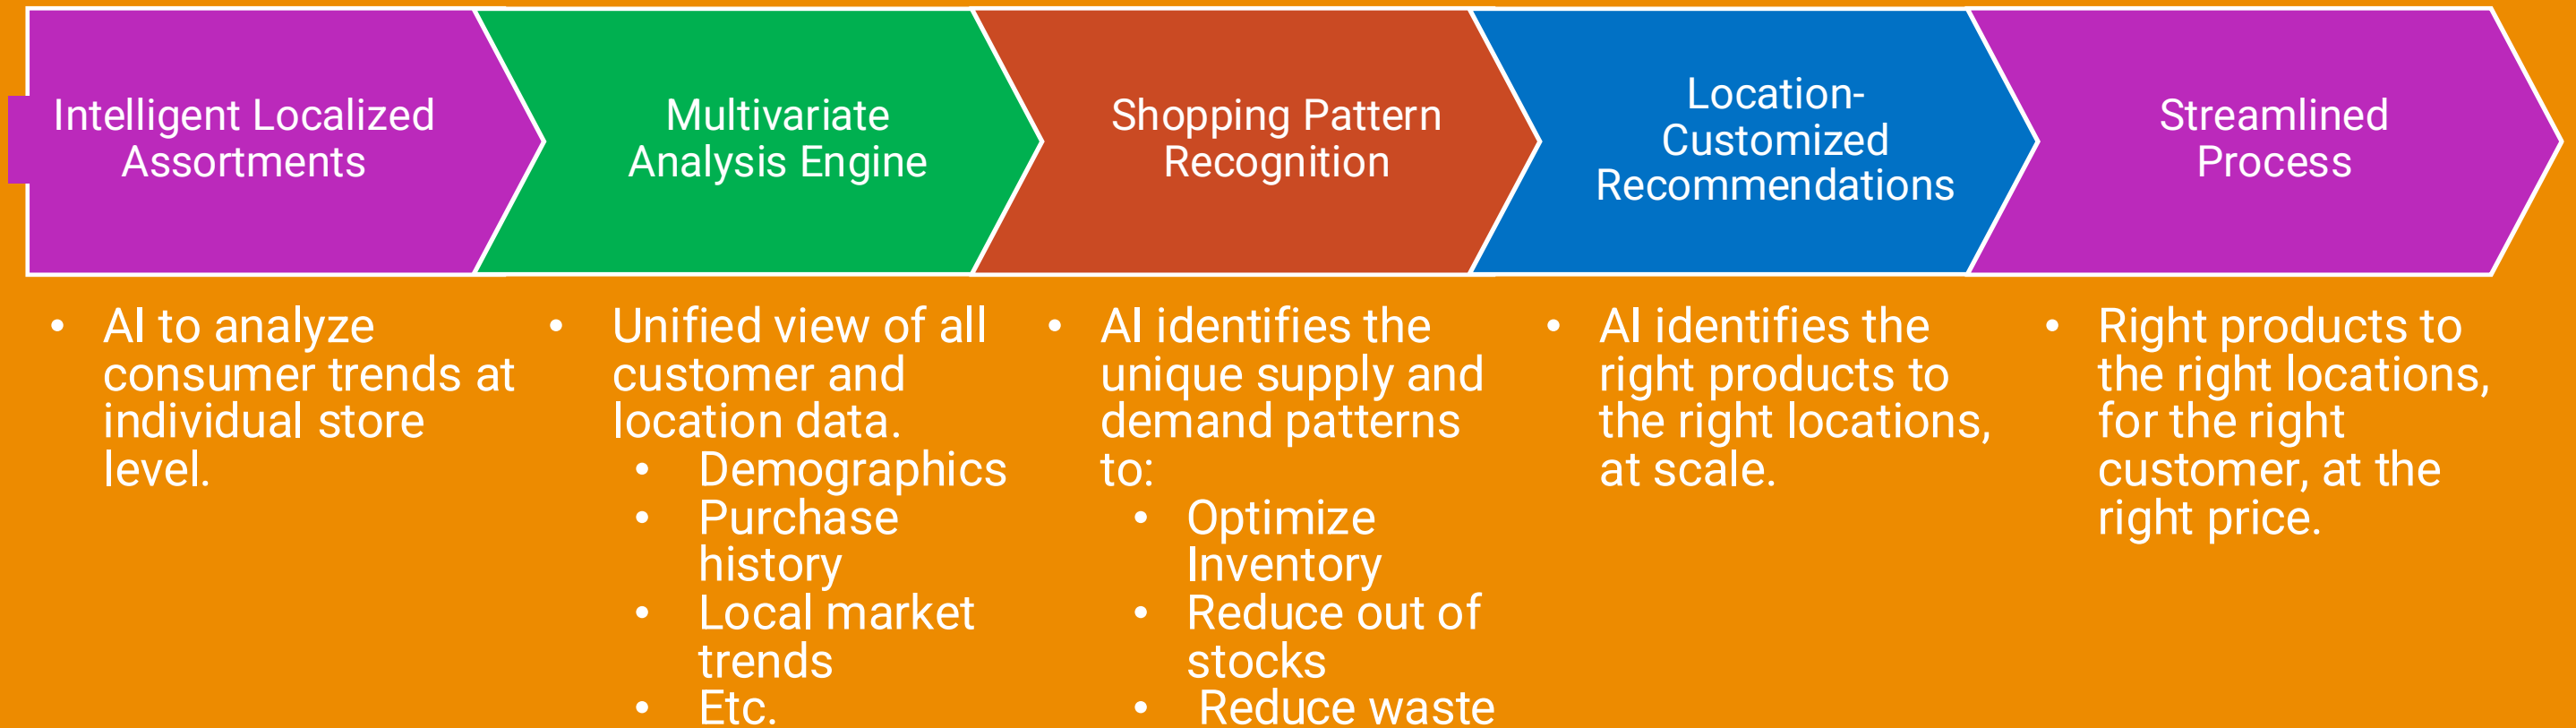 Intelligent Localized
Assortments
Multivariate
Analysis Engine
Shopping Pattern
Recognition
Location-
Customized
Recommendations
Streamlined
Process
• AI to analyze
consumer trends at
individual store
level.
• Unified view of all
customer and
location data.
• Demographics
• Purchase
history
• Local market
trends
• Etc.
• AI identifies the
unique supply and
demand patterns
to:
• Optimize
Inventory
• Reduce out of
stocks
• Reduce waste
• AI identifies the
right products to
the right locations,
at scale.
• Right products to
the right locations,
for the right
customer, at the
right price.